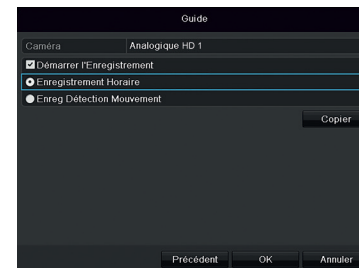 Guide
Caméra Analogique HD 1
Démarrer l'Enregistrement
Enregistrement Horaire
Enreg Détection Mouvement
Copier
Précédent OK Annuler